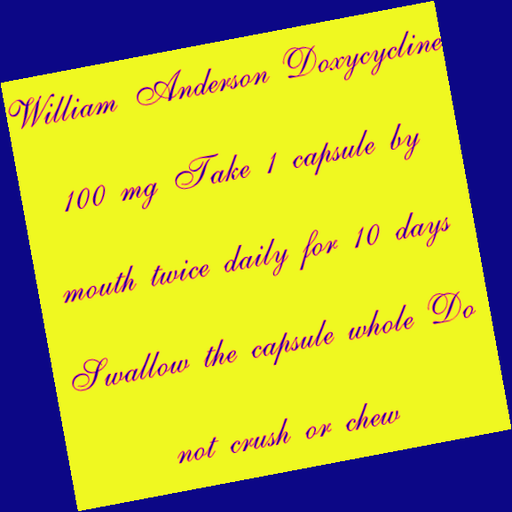 William Anderson Doxycycline
100 mg Take 1 capsule by
mouth twice daily for 10 days
Swallow the capsule whole Do
not crush or chew